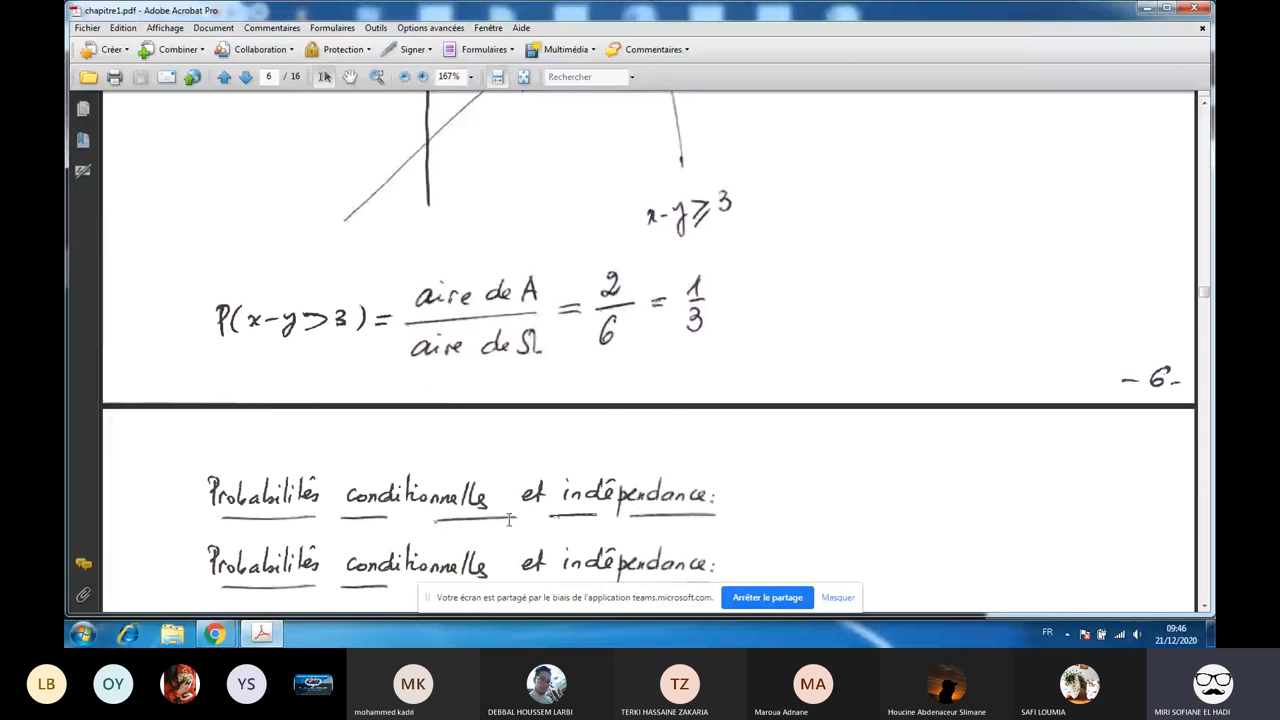 chapitre1.pdf - Adobe Acrobat Pro
Fichier Edition Affichage Document Commentaires Formulaires Outils Options avancées Fenêtre Aide
Créer Combiner Collaboration Protection Signer Formulaires Multimédia Commentaires
6 / 16 167% Rechercher
x-y ⩾ 3
P(x-y > 3) = aire de A / aire de Ω = 2/6 = 1/3
- 6 -
Probabilités conditionnelles et indépendance:
Probabilités conditionnelles et indépendance:
Votre écran est partagé par le biais de l'application teams.microsoft.com. Arrêter le partage Masquer
FR 09:46
21/12/2020
LB OY YS MK TZ MA
mohammed kadri DEBBAL HOUSSEM LARBI TERKI HASSAINE ZAKARIA Maroua Adnane Houcine Abdenaceur Slimane SAFI LOUMIA MIRI SOFIANE EL HADI